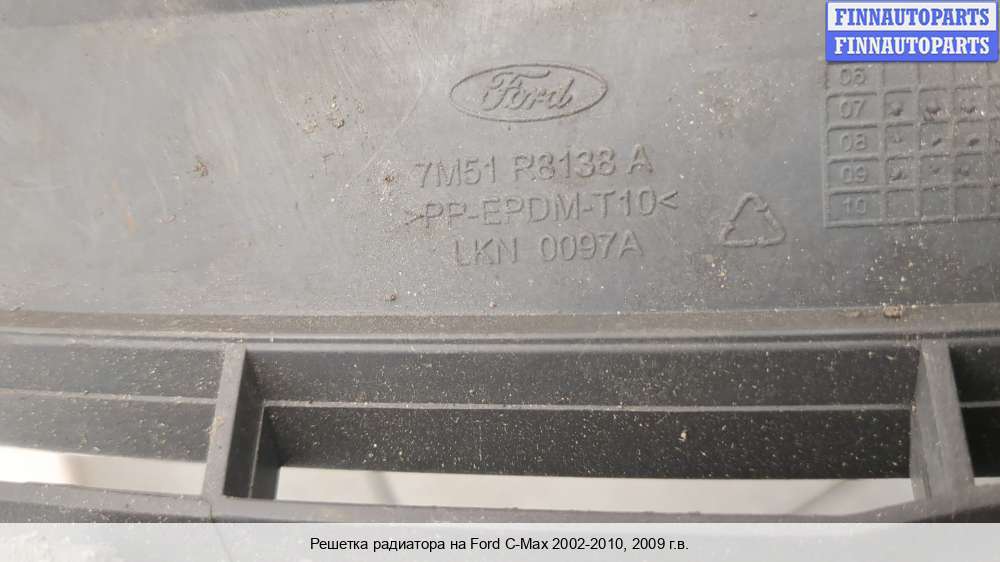 FINNAUTOPARTS
FINNAUTOPARTS
Ford
7M51 R8138 A
>PP-EPDM-T10<
LKN 0097A
06
07
08
09
10
Решетка радиатора на Ford C-Max 2002-2010, 2009 г.в.